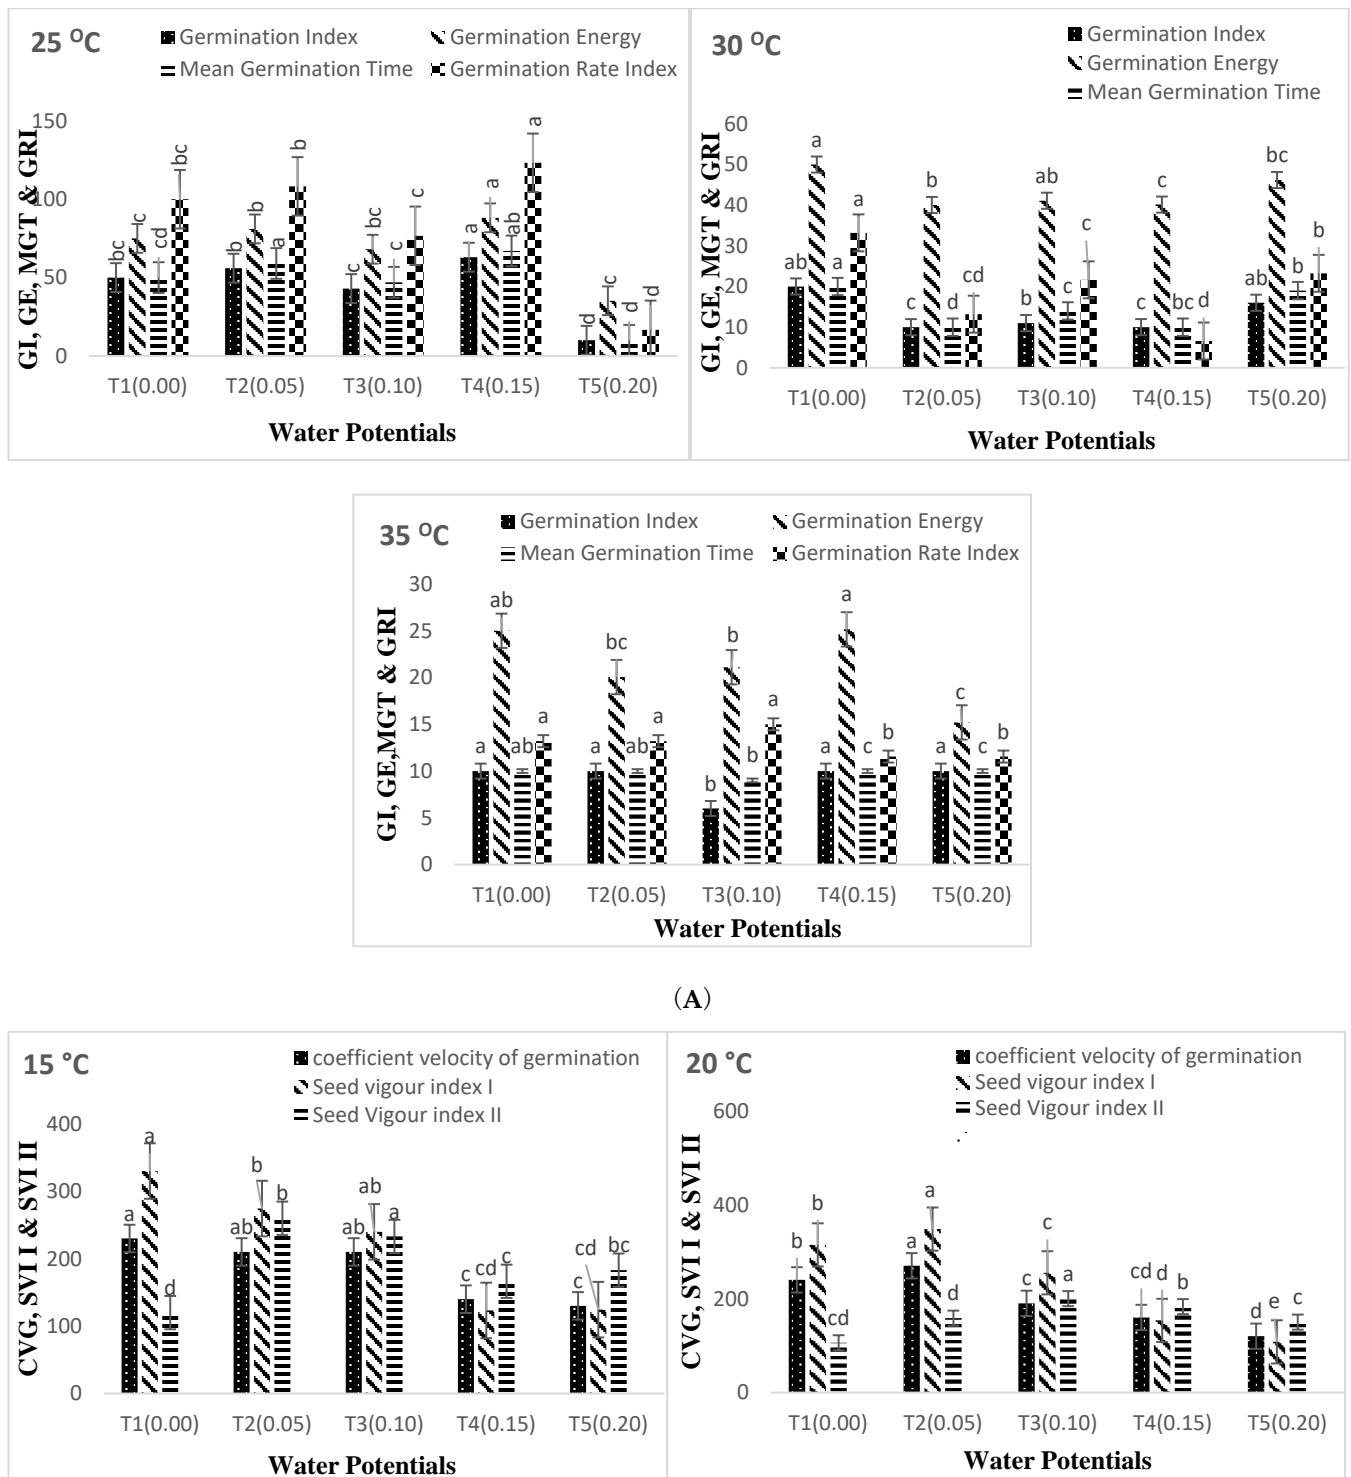 25 ⁰C
Germination Index
Germination Energy
Mean Germination Time
Germination Rate Index
GI, GE, MGT & GRI
150
100
50
0
bc
c
cd
bc
b
b
a
b
c
bc
c
c
a
a
ab
a
d
c
d
d
T1(0.00) T2(0.05) T3(0.10) T4(0.15) T5(0.20)
Water Potentials
30 ⁰C
Germination Index
Germination Energy
Mean Germination Time
GI, GE, MGT & GRI
60
50
40
30
20
10
0
ab
a
a
a
c
b
d
cd
b
ab
c
c
c
c
bc
d
ab
bc
b
b
T1(0.00) T2(0.05) T3(0.10) T4(0.15) T5(0.20)
Water Potentials
35 ⁰C
Germination Index
Germination Energy
Mean Germination Time
Germination Rate Index
GI, GE,MGT & GRI
30
25
20
15
10
5
0
a
ab
ab
a
a
bc
ab
a
b
b
b
a
a
a
c
b
a
c
c
b
T1(0.00) T2(0.05) T3(0.10) T4(0.15) T5(0.20)
Water Potentials
(A)
15 °C
coefficient velocity of germination
Seed vigour index I
Seed Vigour index II
CVG, SVI I & SVI II
400
300
200
100
0
a
a
d
ab
b
b
ab
ab
a
c
cd
c
c
cd
bc
T1(0.00) T2(0.05) T3(0.10) T4(0.15) T5(0.20)
Water Potentials
20 °C
coefficient velocity of germination
Seed vigour index I
Seed Vigour index II
CVG, SVI I & SVI II
600
400
200
0
b
b
cd
a
a
d
c
c
a
cd
d
b
d
e
c
T1(0.00) T2(0.05) T3(0.10) T4(0.15) T5(0.20)
Water Potentials